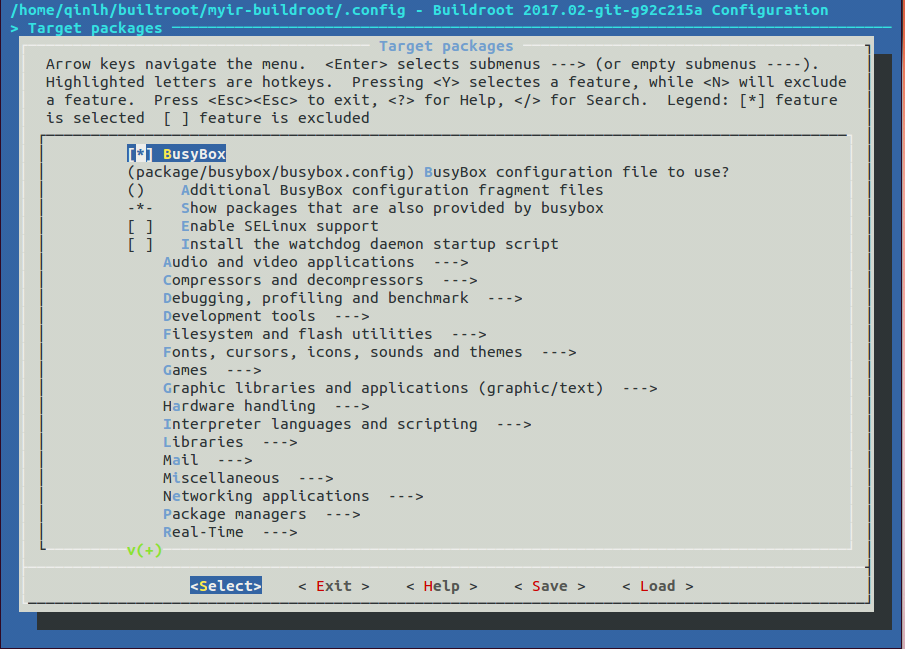 /home/qinlh/builtroot/myir-buildroot/.config - Buildroot 2017.02-git-g92c215a Configuration
> Target packages
Target packages
Arrow keys navigate the menu.  <Enter> selects submenus ---> (or empty submenus ----).
Highlighted letters are hotkeys.  Pressing <Y> selectes a feature, while <N> will exclude
a feature.  Press <Esc><Esc> to exit, <?> for Help, </> for Search.  Legend: [*] feature
is selected  [ ] feature is excluded
[*] BusyBox
(package/busybox/busybox.config) BusyBox configuration file to use?
()    Additional BusyBox configuration fragment files
-*-   Show packages that are also provided by busybox
[ ]   Enable SELinux support
[ ]   Install the watchdog daemon startup script
Audio and video applications  --->
Compressors and decompressors  --->
Debugging, profiling and benchmark  --->
Development tools  --->
Filesystem and flash utilities  --->
Fonts, cursors, icons, sounds and themes  --->
Games  --->
Graphic libraries and applications (graphic/text)  --->
Hardware handling  --->
Interpreter languages and scripting  --->
Libraries  --->
Mail  --->
Miscellaneous  --->
Networking applications  --->
Package managers  --->
Real-Time  --->
v(+)
<Select>    < Exit >    < Help >    < Save >    < Load >